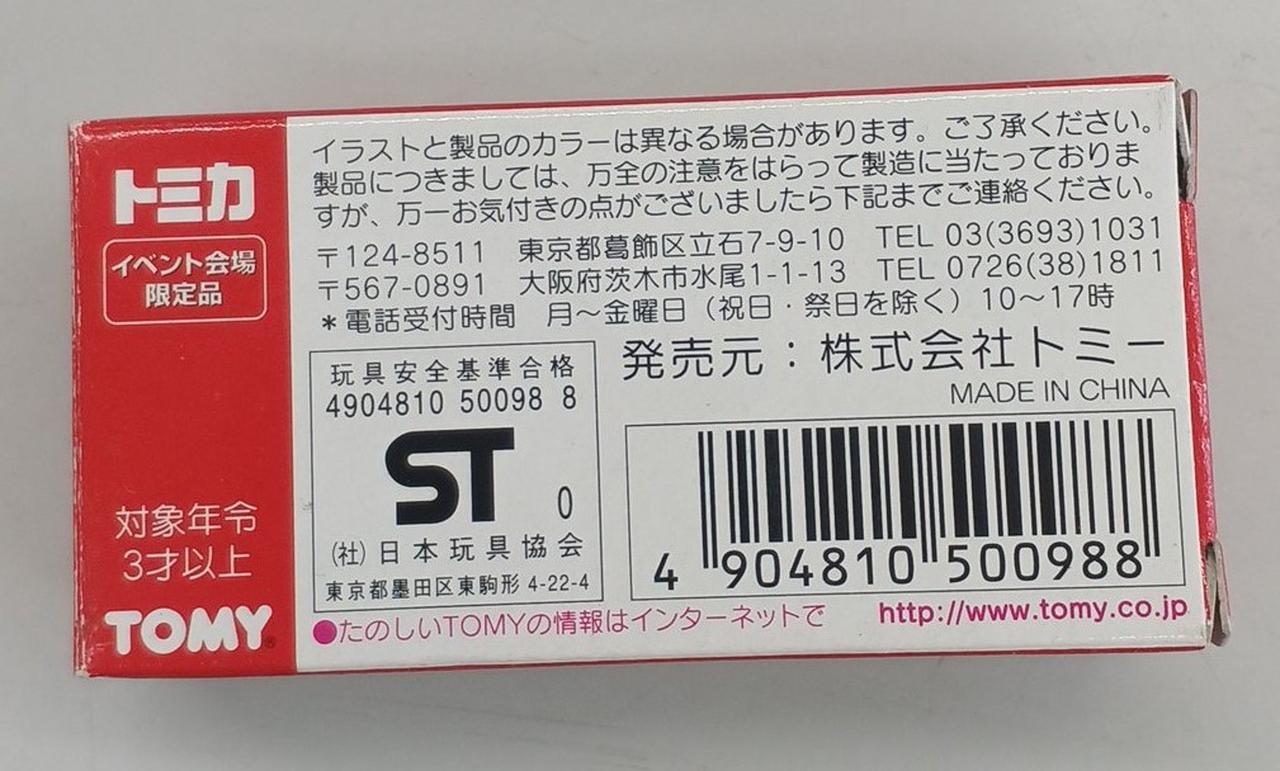 トミカ
イベント会場
限定品
対象年令
3才以上
TOMY®
イラストと製品のカラーは異なる場合があります。ご了承ください。
製品につきましては、万全の注意をはらって製造に当たっておりま
すが、万一お気付きの点がございましたら下記までご連絡ください。
〒124-8511 東京都葛飾区立石7-9-10 TEL 03(3693)1031
〒567-0891 大阪府茨木市水尾1-1-13 TEL 0726(38)1811
*電話受付時間 月〜金曜日(祝日・祭日を除く)10〜17時
玩具安全基準合格
4904810 50098 8
ST 0
(社)日本玩具協会
東京都墨田区東駒形 4-22-4
発売元:株式会社トミー
MADE IN CHINA
4 904810 500988
●たのしいTOMYの情報はインターネットで http://www.tomy.co.jp